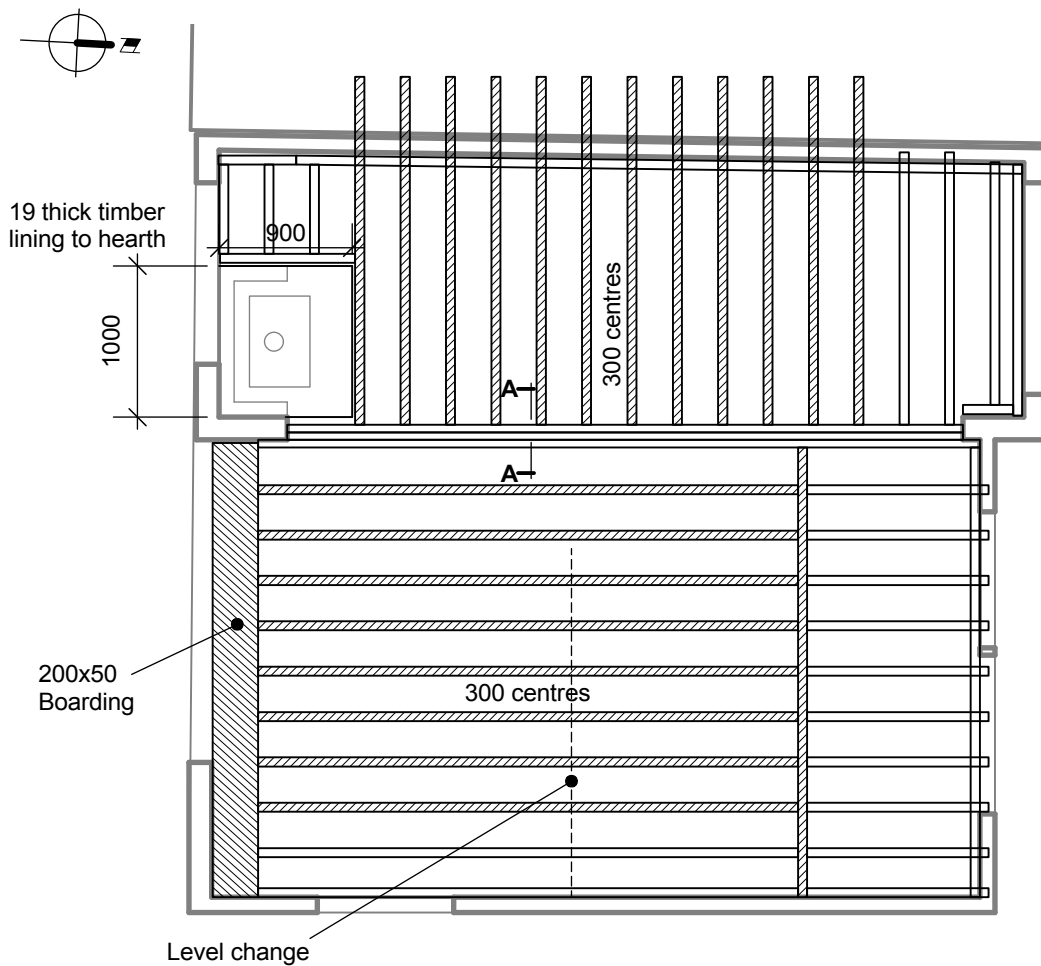 N
19 thick timber
lining to hearth
900
1000
300 centres
A
A
200x50
Boarding
300 centres
Level change